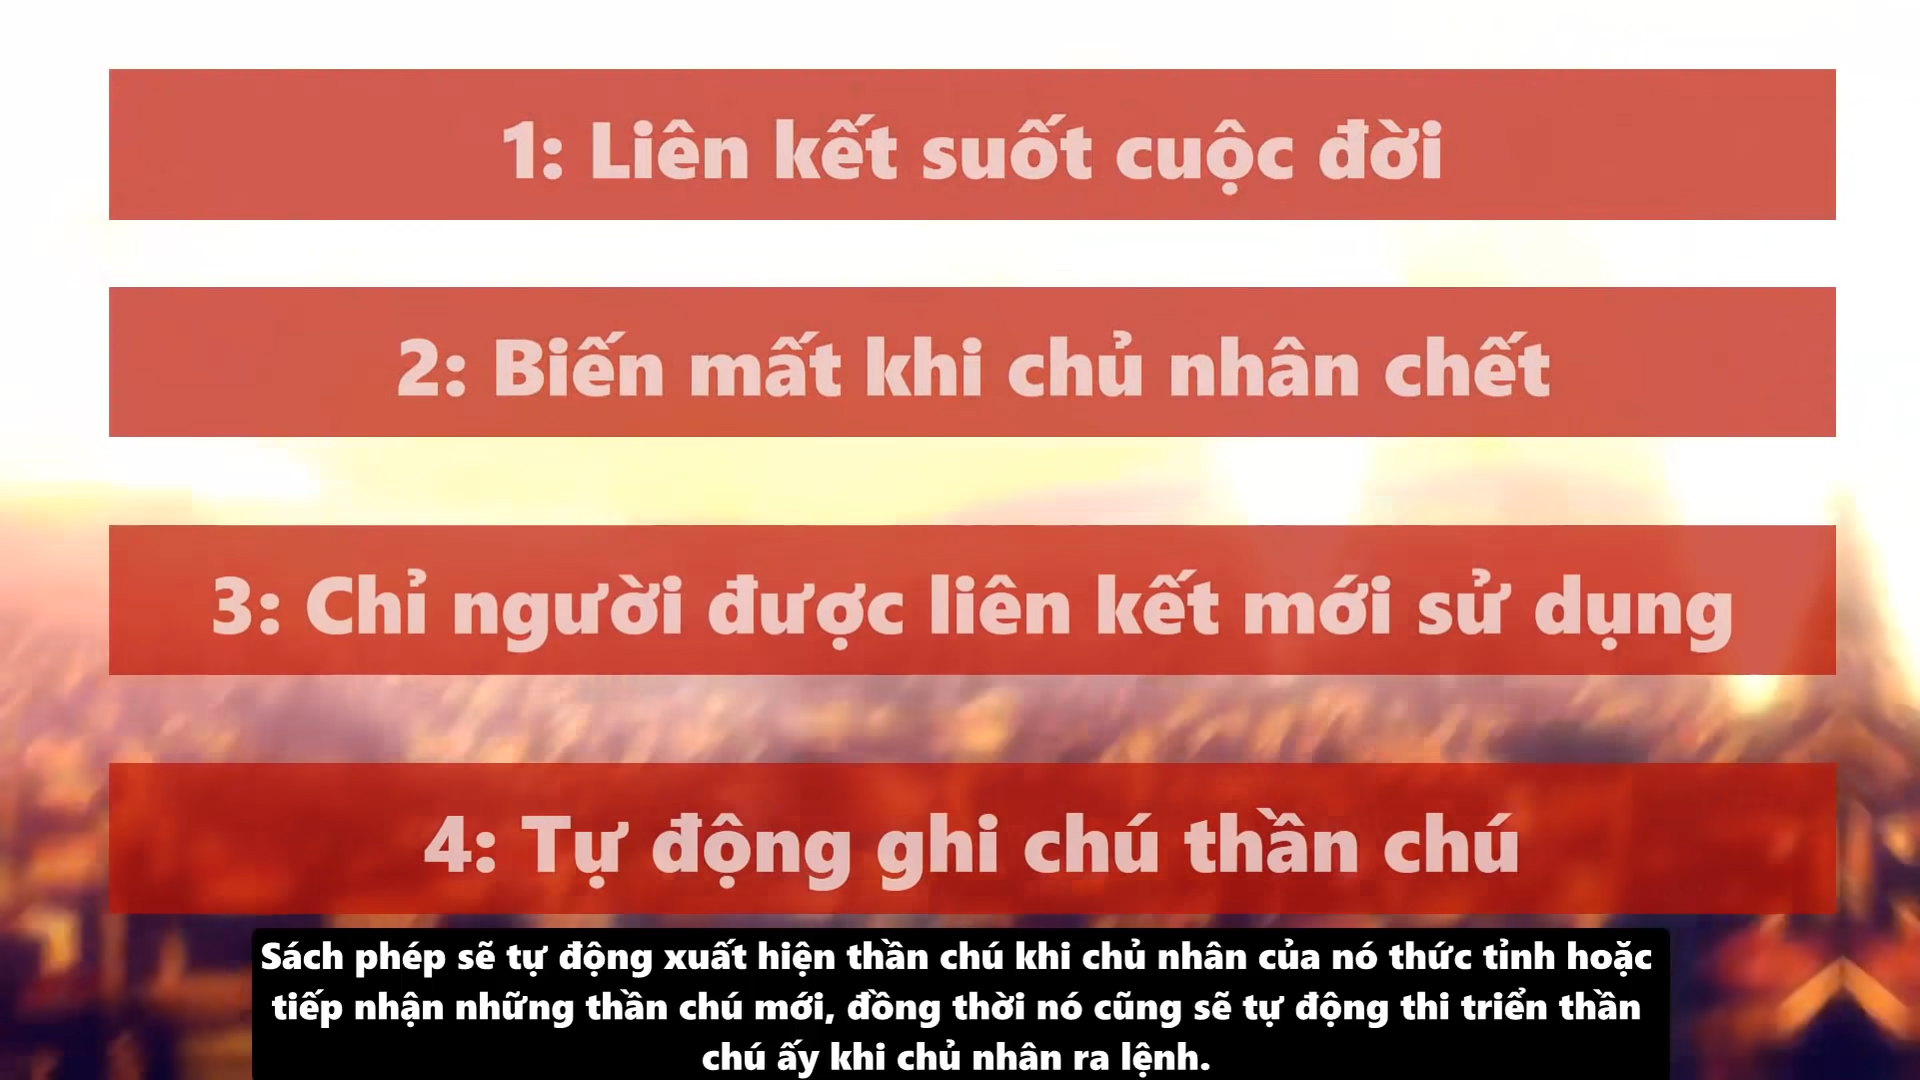 1: Liên kết suốt cuộc đời
2: Biến mất khi chủ nhân chết
3: Chỉ người được liên kết mới sử dụng
4: Tự động ghi chú thần chú
Sách phép sẽ tự động xuất hiện thần chú khi chủ nhân của nó thức tỉnh hoặc
tiếp nhận những thần chú mới, đồng thời nó cũng sẽ tự động thi triển thần
chú ấy khi chủ nhân ra lệnh.